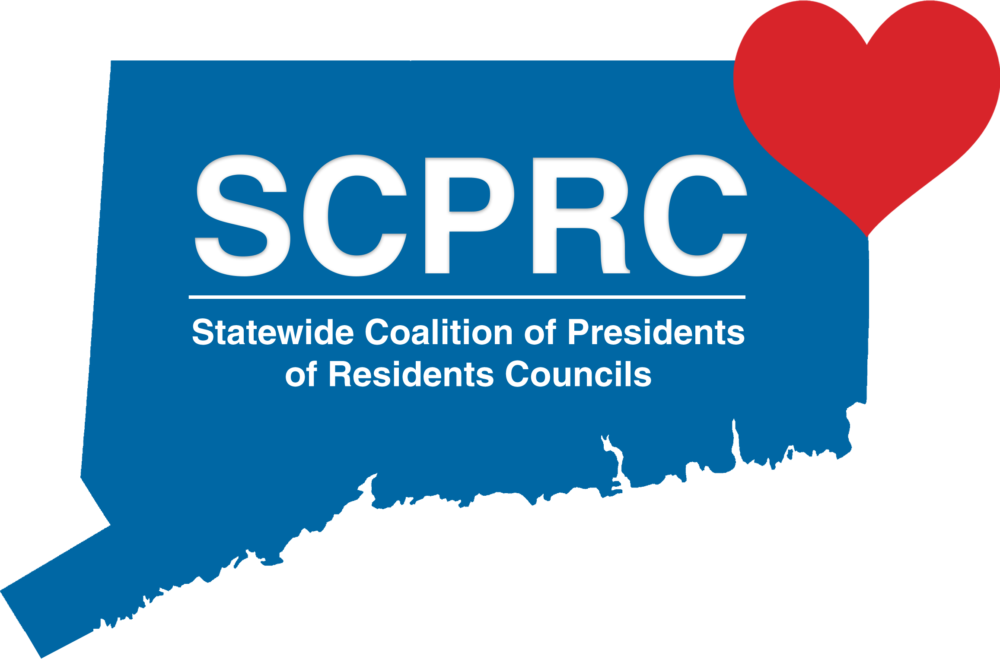 SCPRC
Statewide Coalition of Presidents
of Residents Councils